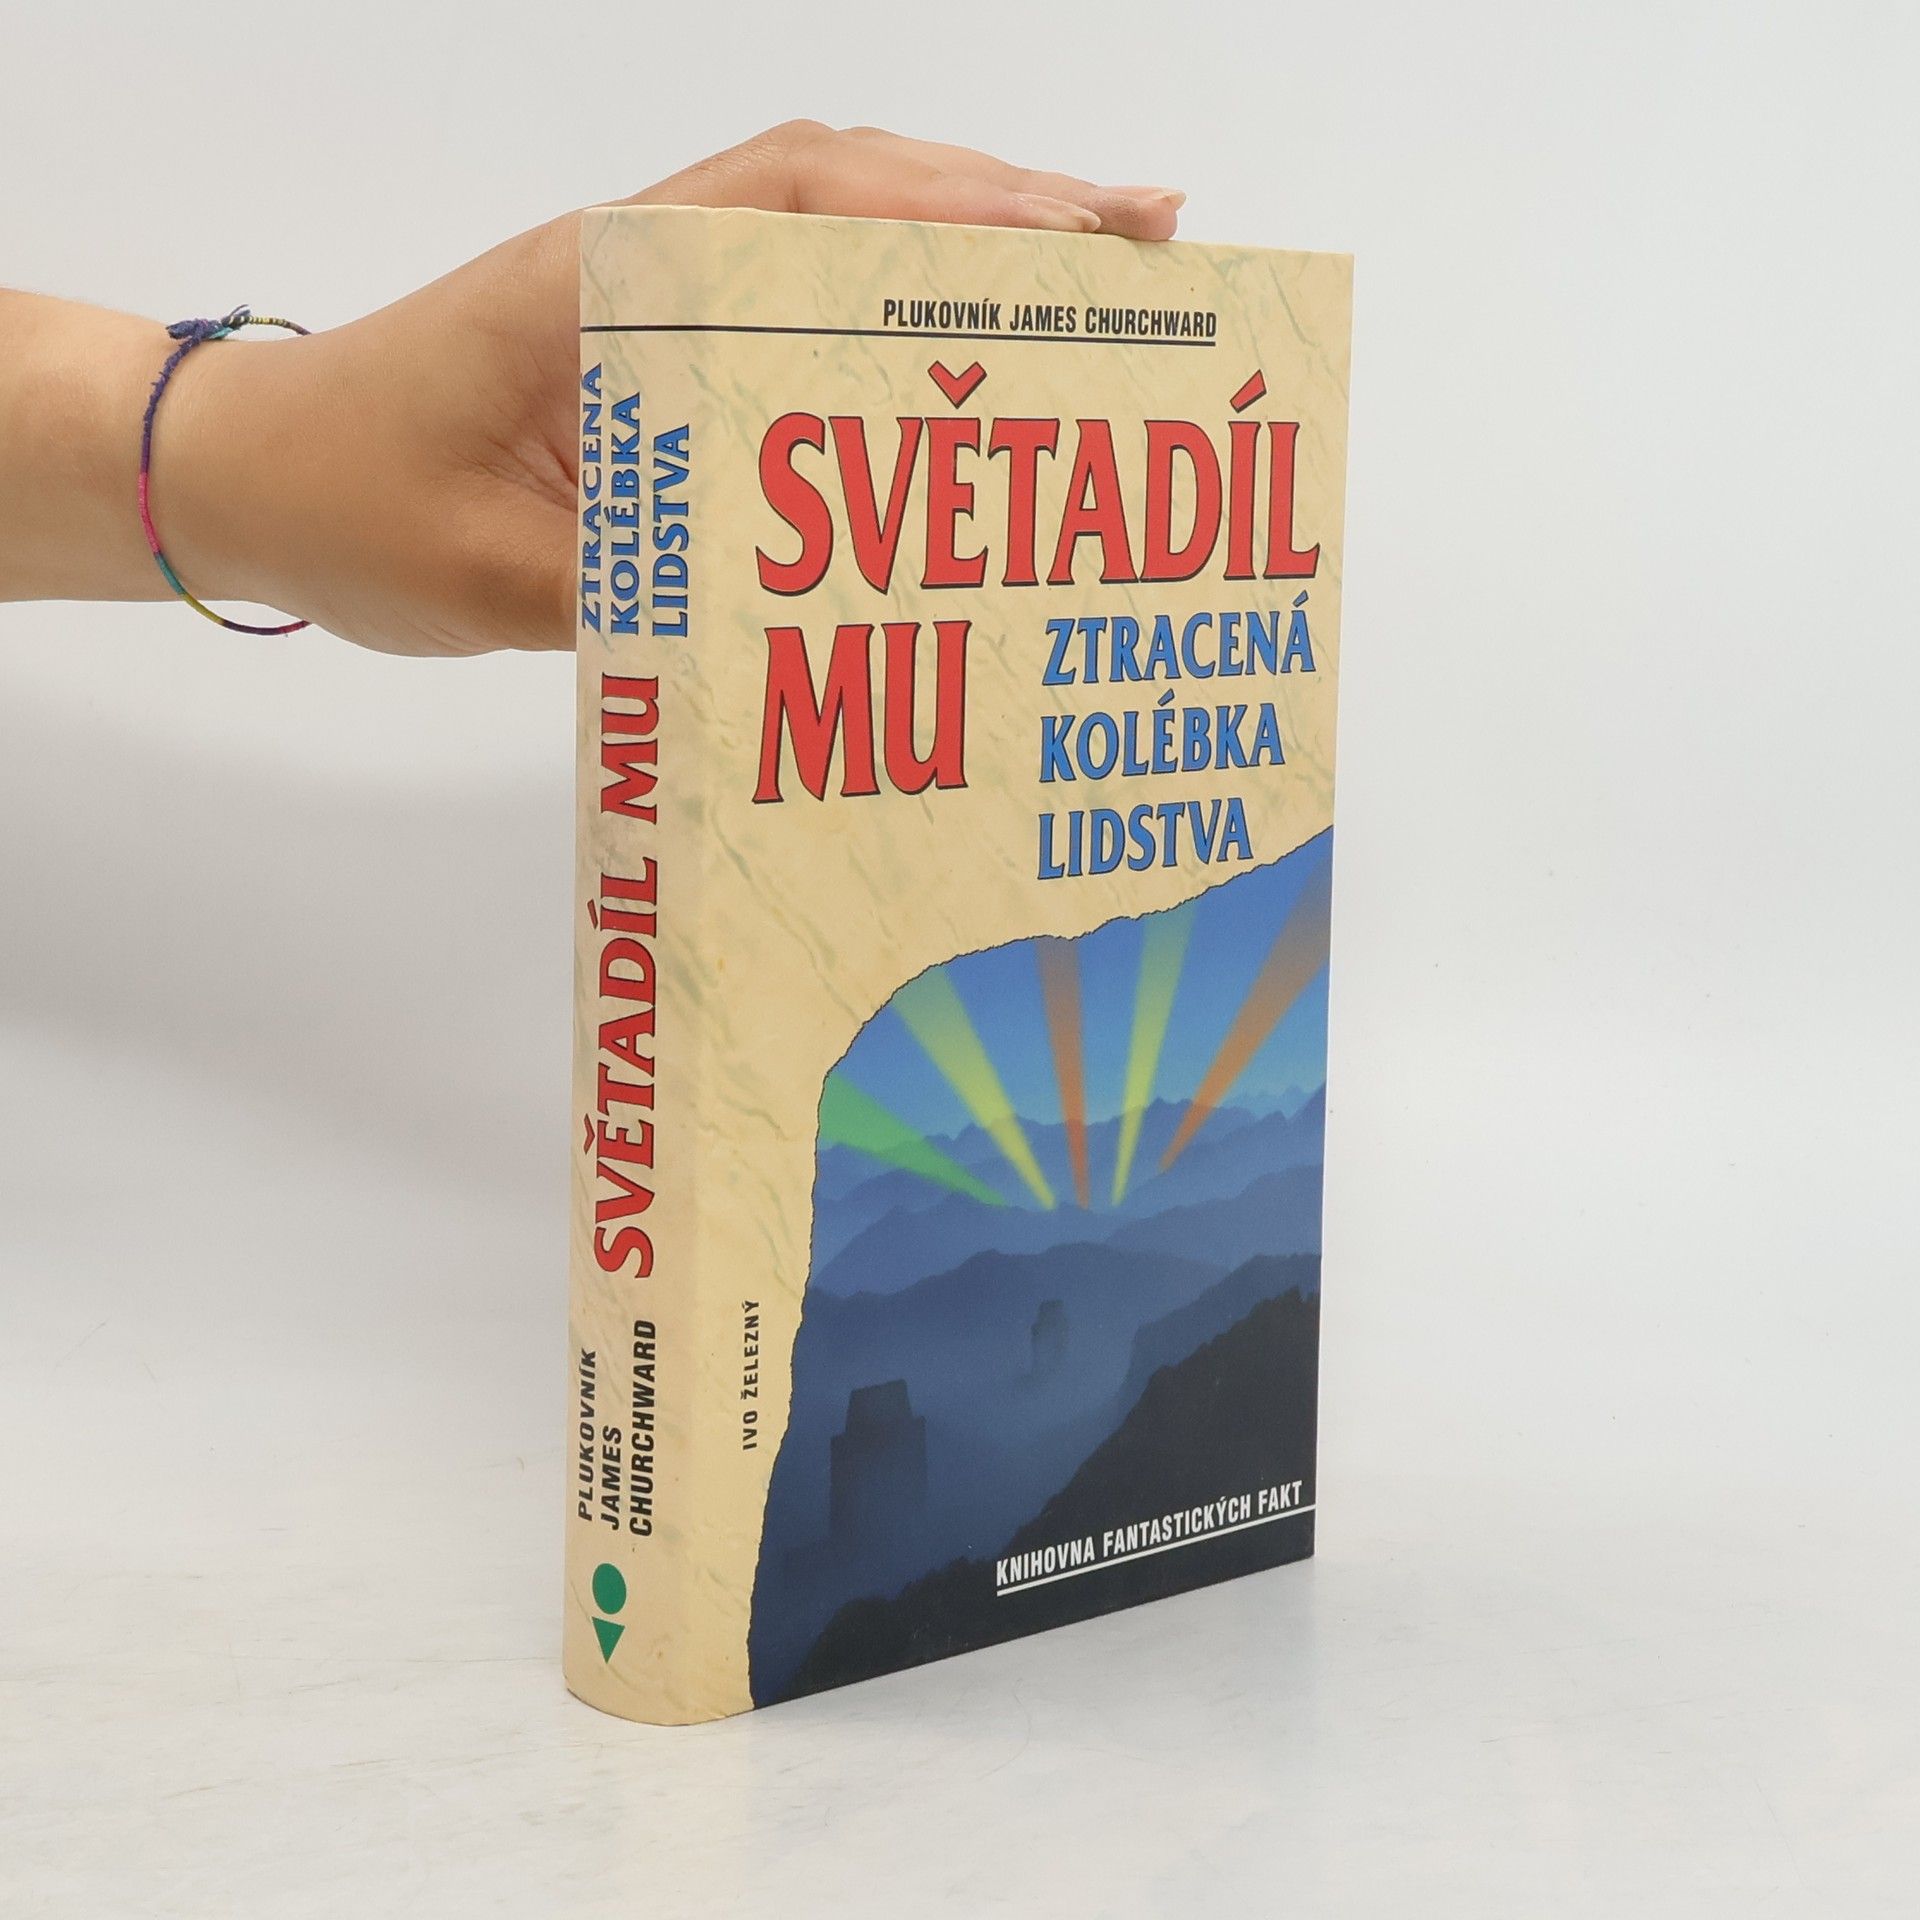 PLUKOVNÍK JAMES CHURCHWARD
SVĚTADÍL
MU
ZTRACENÁ
KOLÉBKA
LIDSTVA
IVO ŽELEZNÝ
KNIHOVNA FANTASTICKÝCH FAKT
PLUKOVNÍK
JAMES
CHURCHWARD
SVĚTADÍL MU
ZTRACENÁ
KOLÉBKA
LIDSTVA